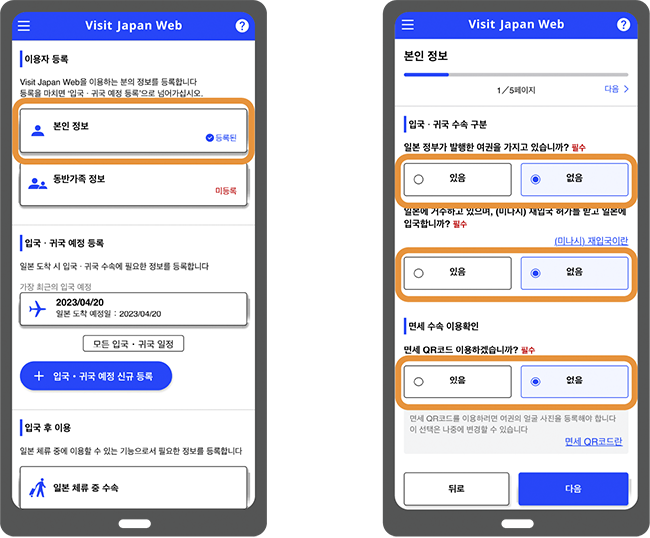 Visit Japan Web
?
이용자 등록
Visit Japan Web을 이용하는 분의 정보를 등록합니다
등록을 마치면 '입국ㆍ귀국 예정 등록'으로 넘어가십시오.
본인 정보
등록된
동반가족 정보
미등록
입국ㆍ귀국 예정 등록
일본 도착 시 입국ㆍ귀국 수속에 필요한 정보를 등록합니다
가장 최근의 입국 예정
2023/04/20
일본 도착 예정일 : 2023/04/20
모든 입국ㆍ귀국 일정
+ 입국ㆍ귀국 예정 신규 등록
입국 후 이용
일본 체류 중에 이용할 수 있는 기능으로서 필요한 정보를 등록합니다
일본 체류 중 수속
Visit Japan Web
?
본인 정보
1／5페이지
다음 >
입국ㆍ귀국 수속 구분
일본 정부가 발행한 여권을 가지고 있습니까? 필수
있음
없음
일본에 거주하고 있으며, (미나시) 재입국 허가를 받고 일본에
입국합니까? 필수
(미나시) 재입국이란
있음
없음
면세 수속 이용확인
면세 QR코드 이용하겠습니까? 필수
있음
없음
면세 QR코드를 이용하려면 여권의 얼굴 사진을 등록해야 합니다
이 선택은 나중에 변경할 수 있습니다
면세 QR코드란
뒤로
다음